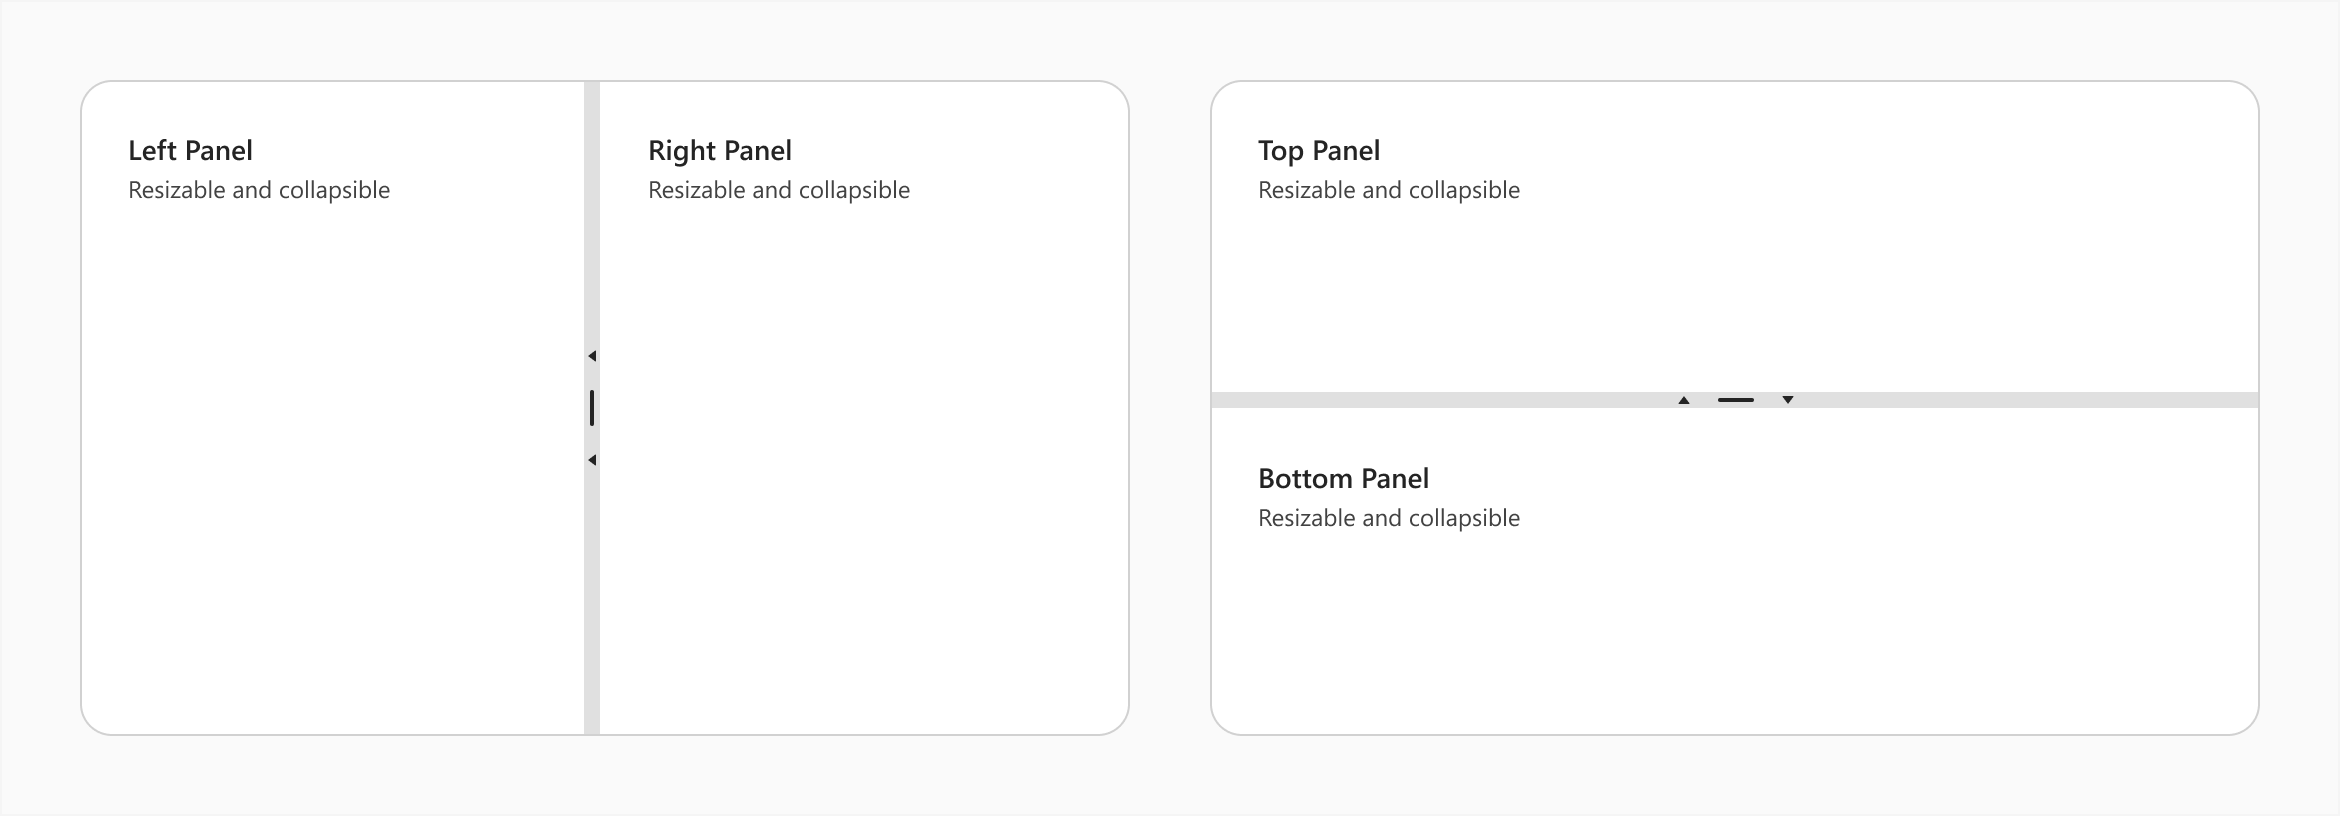 Left Panel
Resizable and collapsible
Right Panel
Resizable and collapsible
Top Panel
Resizable and collapsible
Bottom Panel
Resizable and collapsible